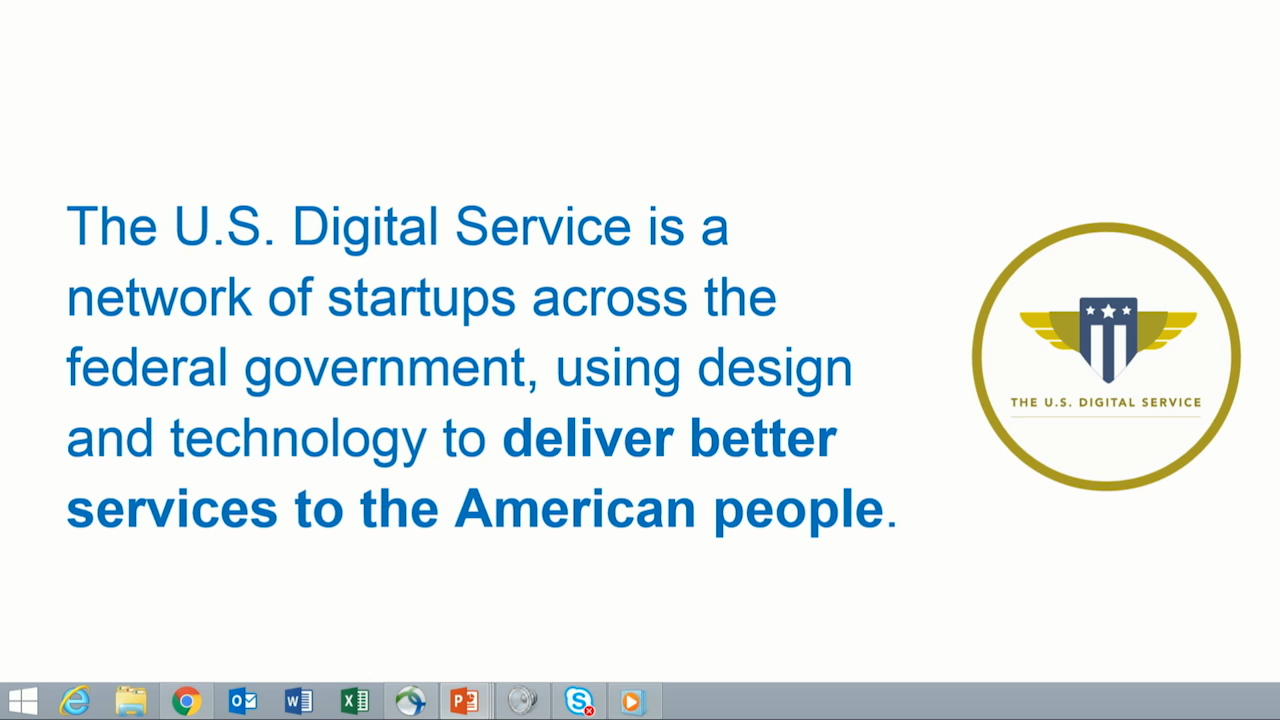 The U.S. Digital Service is a
network of startups across the
federal government, using design
and technology to deliver better
services to the American people.
THE U.S. DIGITAL SERVICE